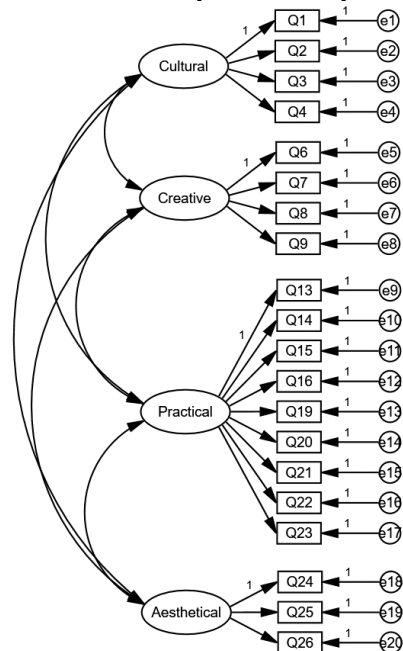 1 Q1 1 e1
Q2 1 e2
Cultural
Q3 1 e3
Q4 1 e4
1 Q6 1 e5
Q7 1 e6
Creative
Q8 1 e7
Q9 1 e8
Q13 1 e9
1 Q14 1 e10
Q15 1 e11
Q16 1 e12
Practical Q19 1 e13
Q20 1 e14
Q21 1 e15
Q22 1 e16
Q23 1 e17
1 Q24 1 e18
Aesthetical Q25 1 e19
Q26 1 e20